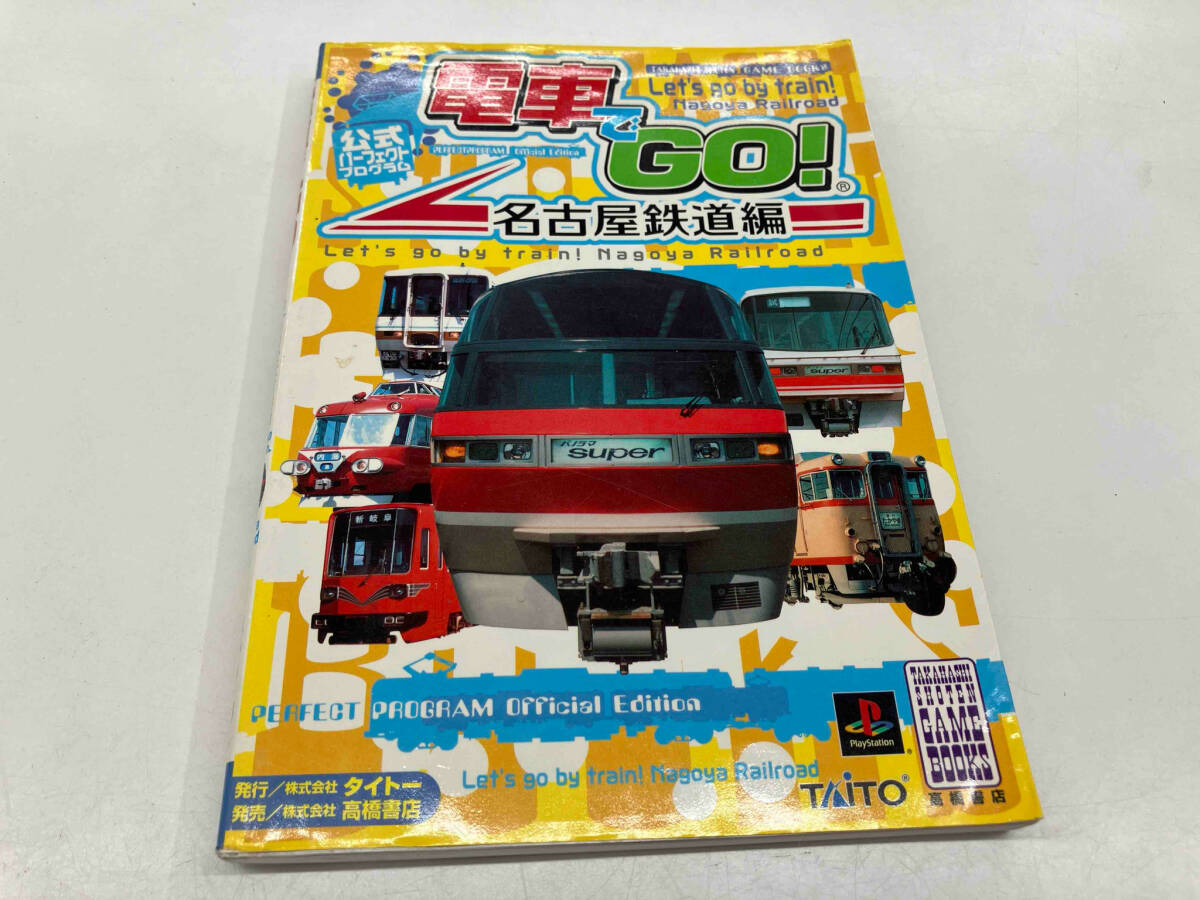 TAKAHASHI SHOTEN GAME BOOKS
Let's go by train!
Nagoya Railroad
電車でGO!®
公式
パーフェクト
プログラム
PERFECT PROGRAM Official Edition
名古屋鉄道編
Let's go by train! Nagoya Railroad
super
パノラマ
super
新岐阜
PERFECT PROGRAM Official Edition
PlayStation
TAKAHASHI
SHOTEN
GAME
BOOKS
Let's go by train! Nagoya Railroad
TAITO®
高橋書店
発行/株式会社 タイトー
発売/株式会社 高橋書店